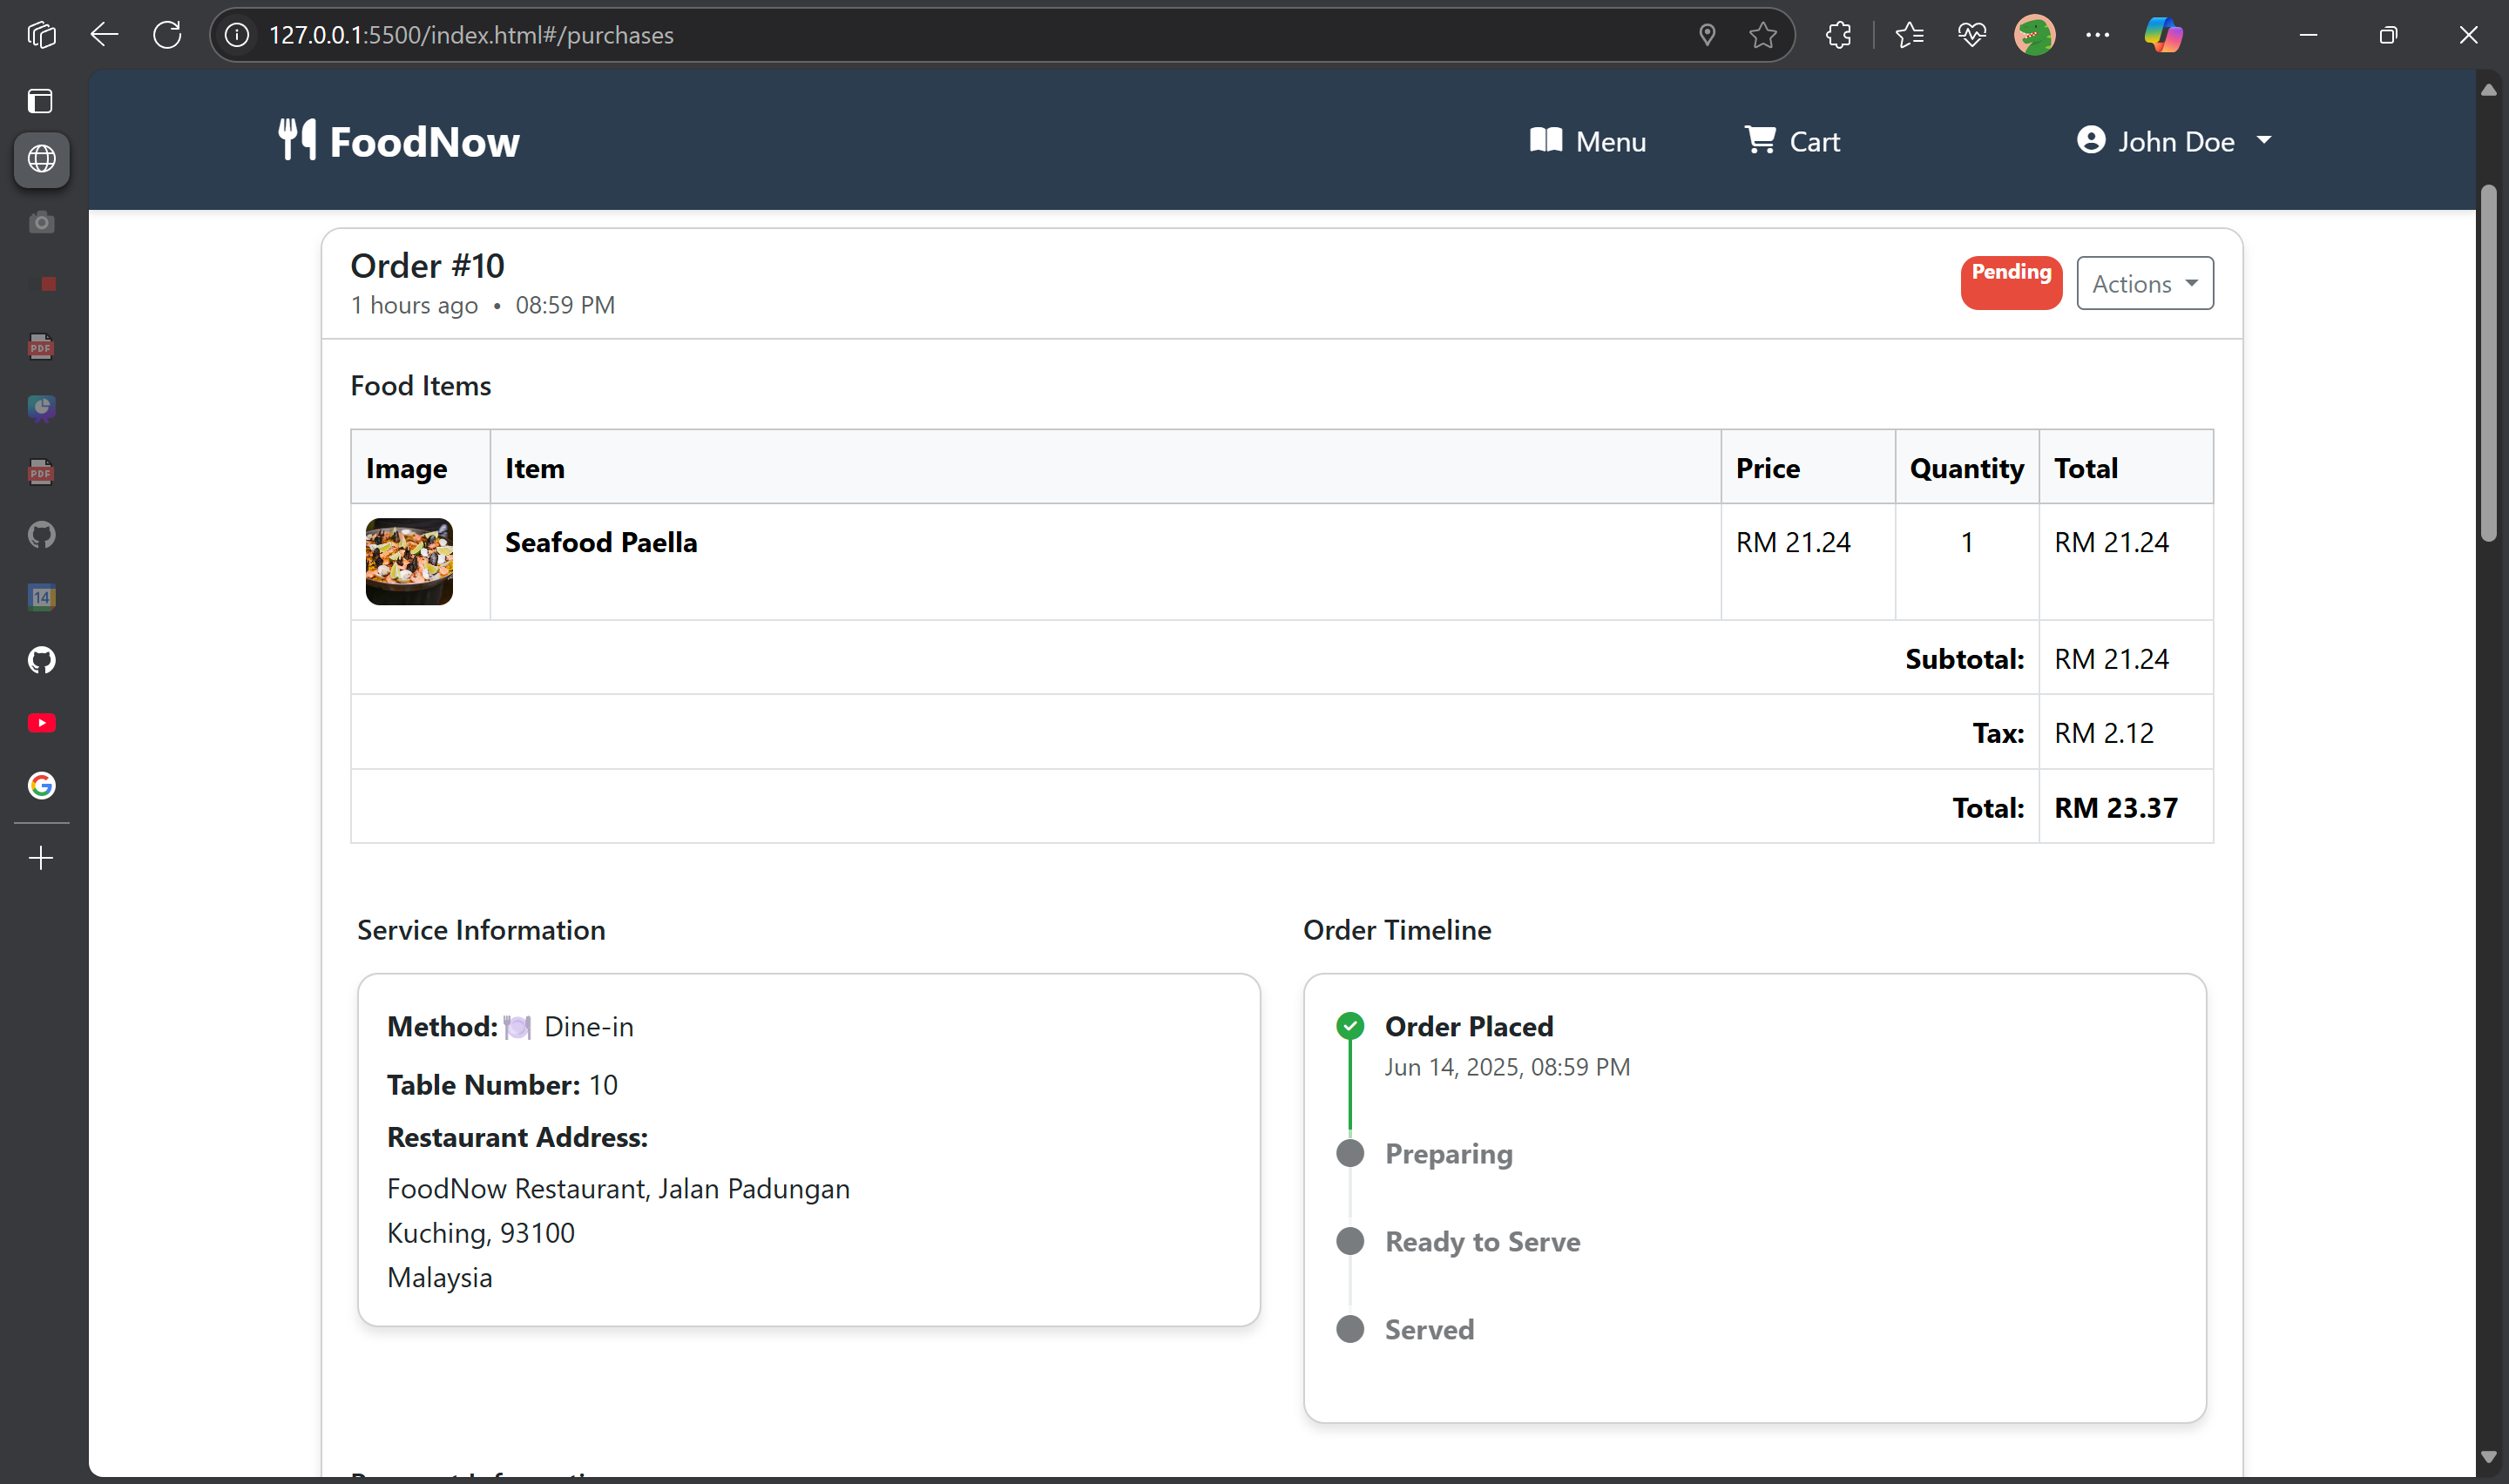 127.0.0.1:5500/index.html#/purchases
FoodNow
Menu
Cart
John Doe
Order #10
1 hours ago • 08:59 PM
Pending
Actions
Food Items
Image Item Price Quantity Total
Seafood Paella RM 21.24 1 RM 21.24
Subtotal: RM 21.24
Tax: RM 2.12
Total: RM 23.37
Service Information
Method: 🍽️ Dine-in
Table Number: 10
Restaurant Address:
FoodNow Restaurant, Jalan Padungan
Kuching, 93100
Malaysia
Order Timeline
Order Placed
Jun 14, 2025, 08:59 PM
Preparing
Ready to Serve
Served
PDF
PDF
14